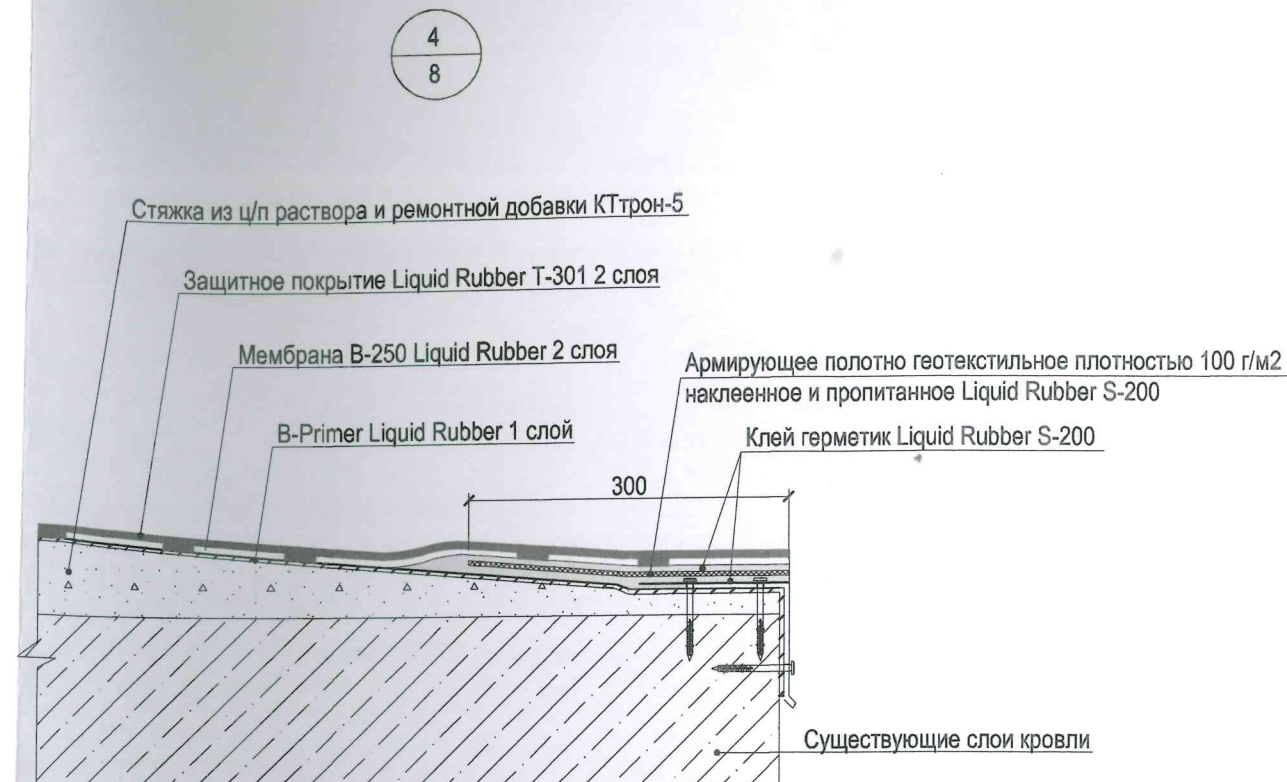 4
8
Стяжка из ц/п раствора и ремонтной добавки КТтрон-5
Защитное покрытие Liquid Rubber T-301 2 слоя
Мембрана B-250 Liquid Rubber 2 слоя
Армирующее полотно геотекстильное плотностью 100 г/м2
наклеенное и пропитанное Liquid Rubber S-200
B-Primer Liquid Rubber 1 слой
Клей герметик Liquid Rubber S-200
300
Существующие слои кровли